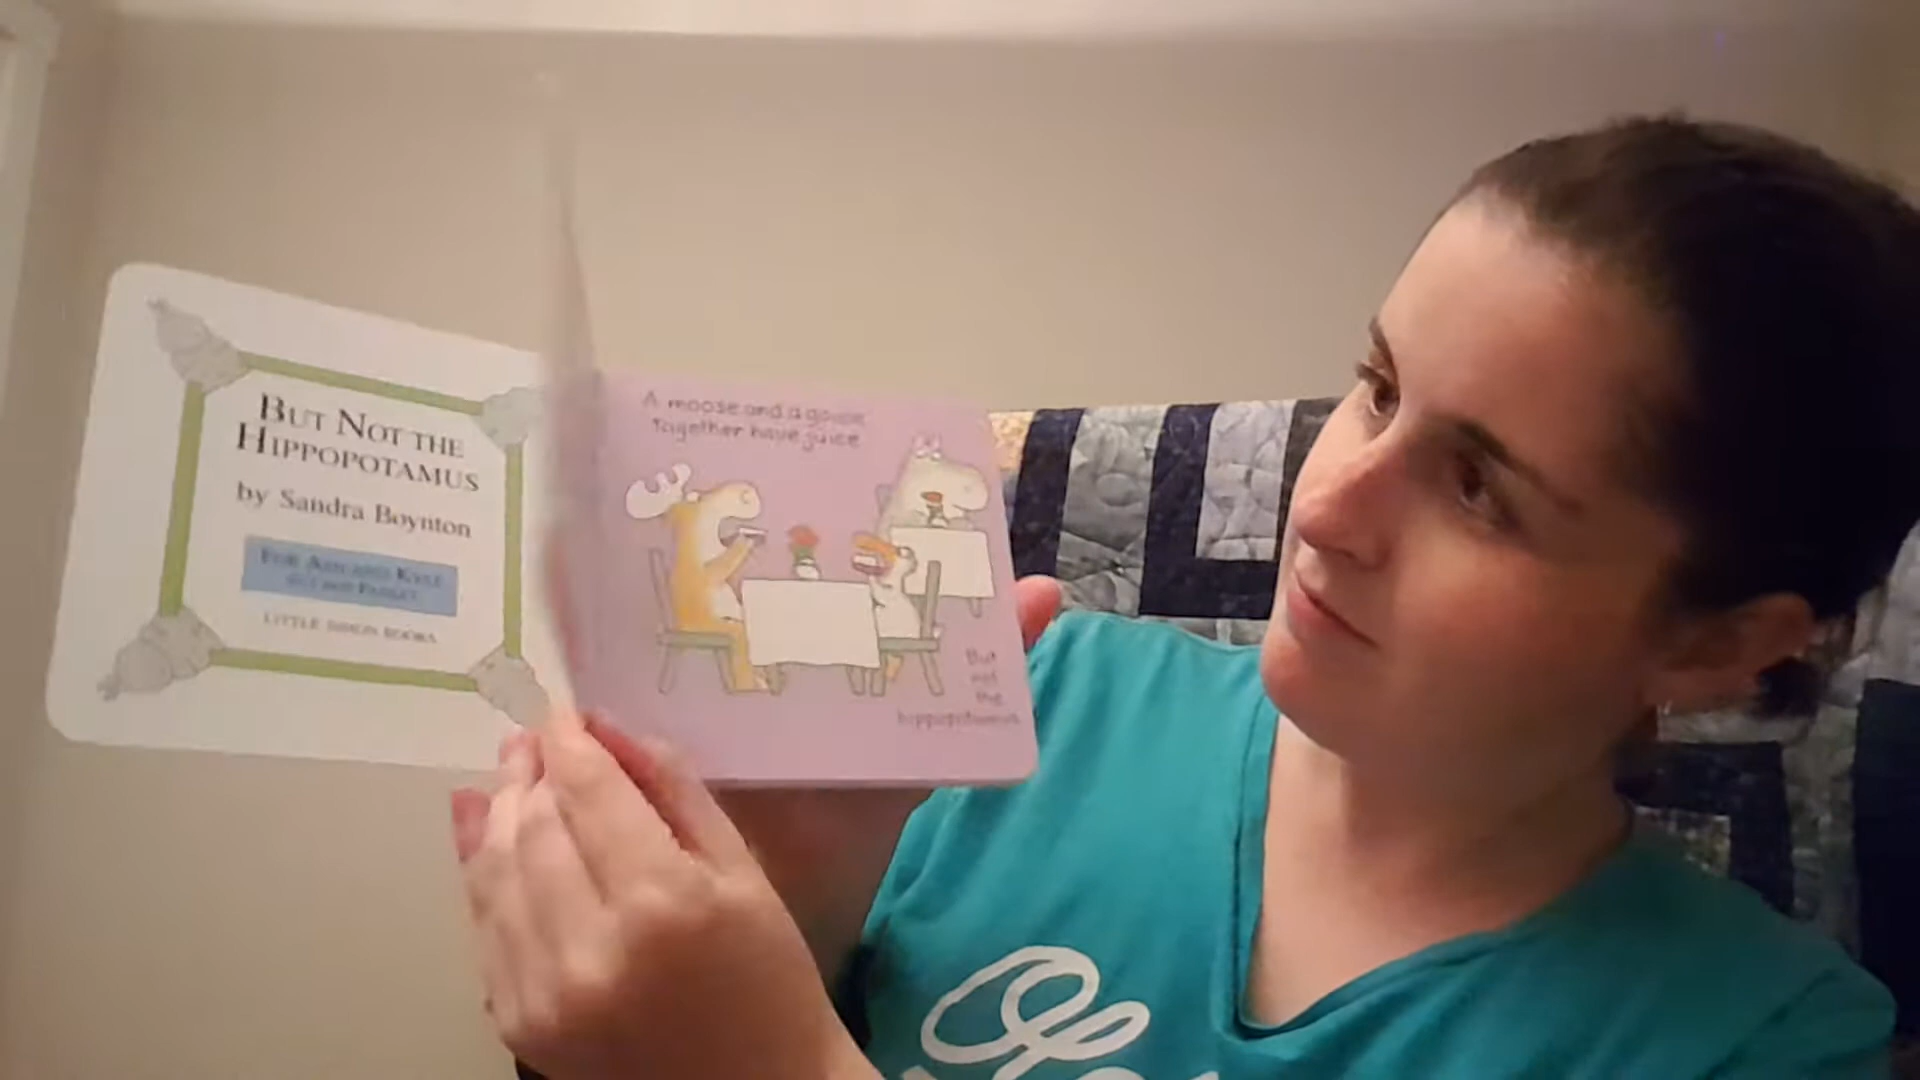 BUT NOT THE
HIPPOPOTAMUS
by Sandra Boynton
LITTLE SIMON BOOKS
A moose and a goose
together have juice
But
not
the
hippopotamus